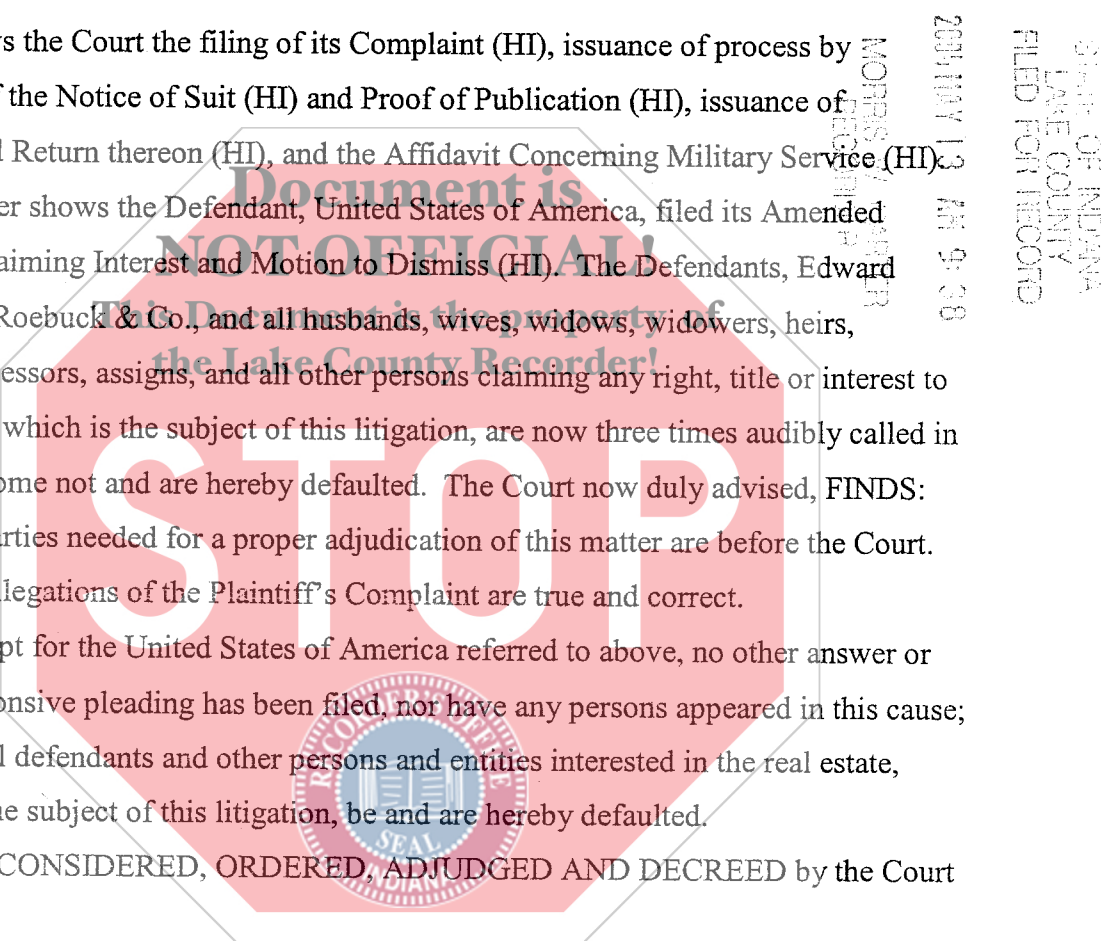 s the Court the filing of its Complaint (HI), issuance of process by
the Notice of Suit (HI) and Proof of Publication (HI), issuance of
Return thereon (HI), and the Affidavit Concerning Military Service (HI).
er shows the Defendant, United States of America, filed its Amended
aiming Interest and Motion to Dismiss (HI). The Defendants, Edward
Roebuck & Co., and all husbands, wives, widows, widowers, heirs,
essors, assigns, and all other persons claiming any right, title or interest to
which is the subject of this litigation, are now three times audibly called in
ome not and are hereby defaulted. The Court now duly advised, FINDS:
rties needed for a proper adjudication of this matter are before the Court.
legations of the Plaintiff's Complaint are true and correct.
pt for the United States of America referred to above, no other answer or
onsive pleading has been filed, nor have any persons appeared in this cause;
l defendants and other persons and entities interested in the real estate,
e subject of this litigation, be and are hereby defaulted.
CONSIDERED, ORDERED, ADJUDGED AND DECREED by the Court
Document is
NOT OFFICIAL!
This Document is the property of
the Lake County Recorder!
STOP
RECORDER'S OFFICE
SEAL
INDIANA
STATE OF INDIANA
LAKE COUNTY
FILED FOR RECORD
MAY 13 9:38